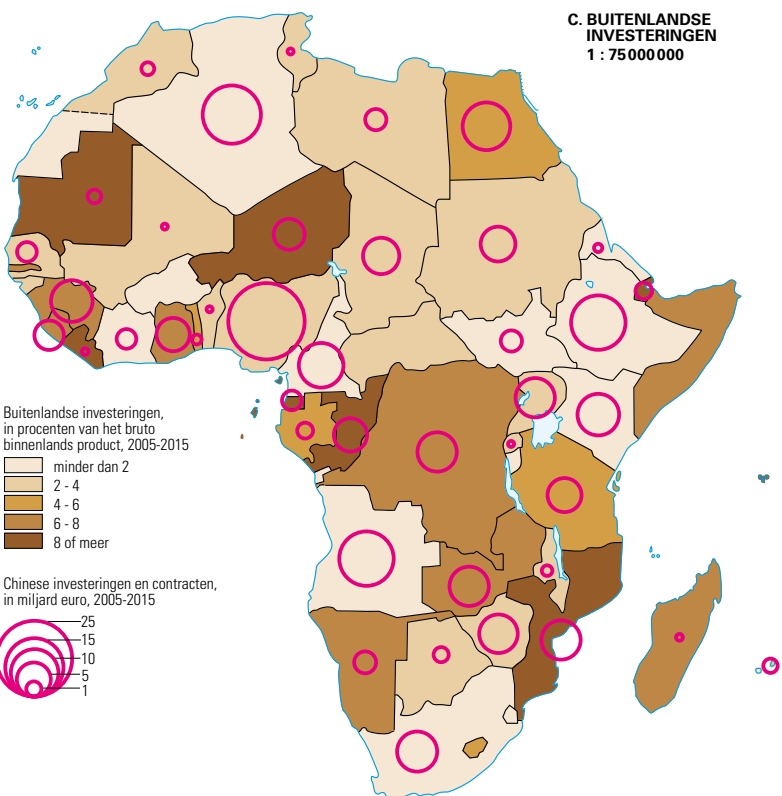 C. BUITENLANDSE
INVESTERINGEN
1 : 75 000 000
Buitenlandse investeringen,
in procenten van het bruto
binnenlands product, 2005-2015
minder dan 2
2 - 4
4 - 6
6 - 8
8 of meer
Chinese investeringen en contracten,
in miljard euro, 2005-2015
25
15
10
5
1